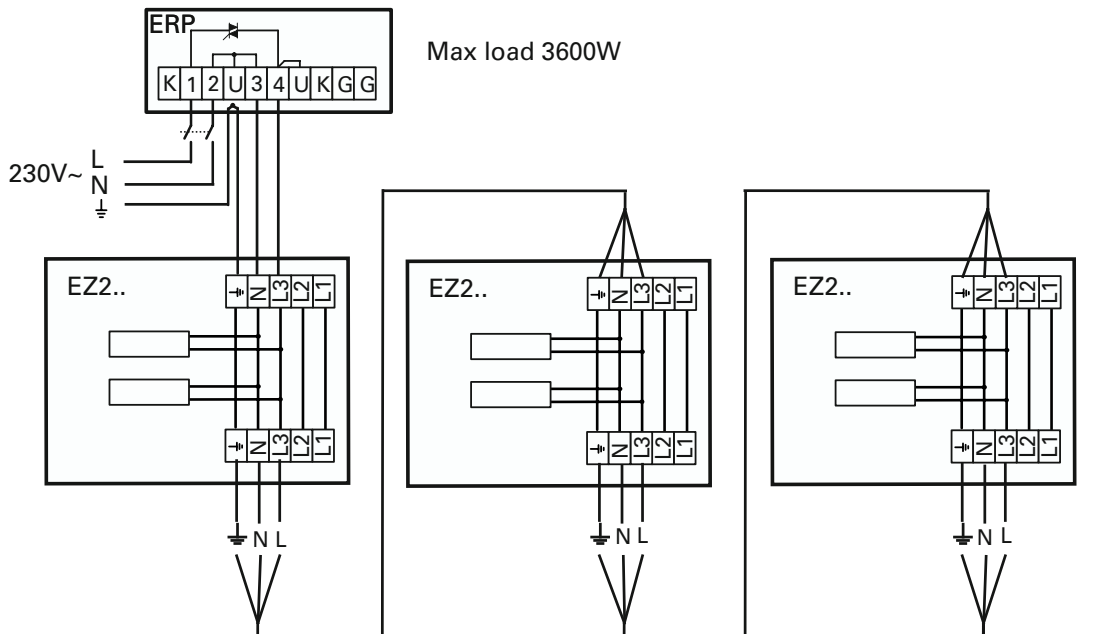 ERP
Max load 3600W
K 1 2 U 3 4 U K G G
230V~ L
N
EZ2..
N L3 L2 L1
N L3 L2 L1
N L
EZ2..
N L3 L2 L1
N L3 L2 L1
N L
EZ2..
N L3 L2 L1
N L3 L2 L1
N L